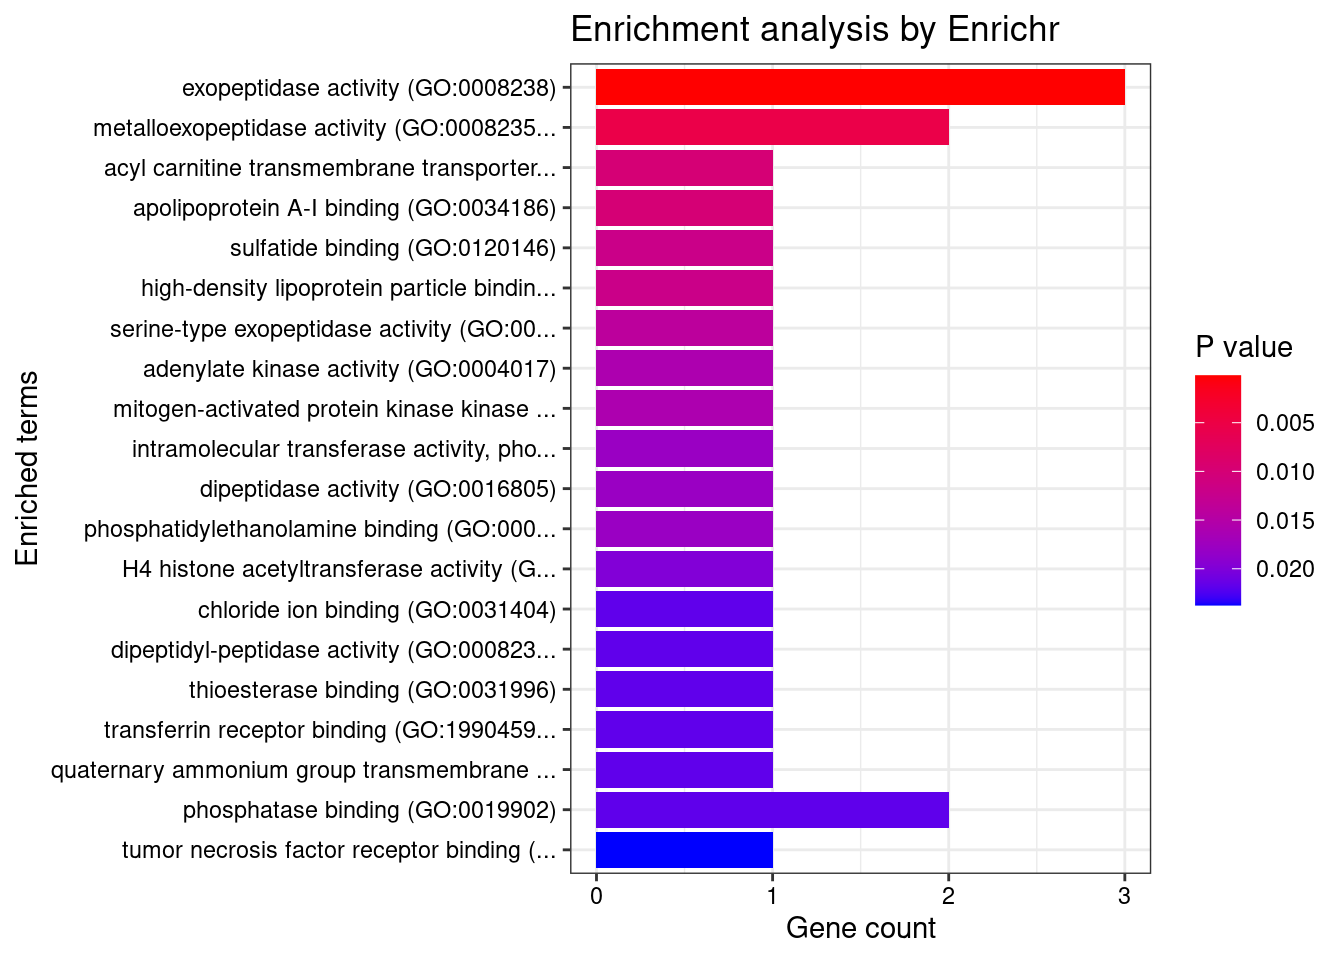 Enrichment analysis by Enrichr
exopeptidase activity (GO:0008238)
metalloexopeptidase activity (GO:0008235...
acyl carnitine transmembrane transporter...
apolipoprotein A-I binding (GO:0034186)
sulfatide binding (GO:0120146)
high-density lipoprotein particle bindin...
serine-type exopeptidase activity (GO:00...
adenylate kinase activity (GO:0004017)
mitogen-activated protein kinase kinase ...
intramolecular transferase activity, pho...
dipeptidase activity (GO:0016805)
phosphatidylethanolamine binding (GO:000...
H4 histone acetyltransferase activity (G...
chloride ion binding (GO:0031404)
dipeptidyl-peptidase activity (GO:000823...
thioesterase binding (GO:0031996)
transferrin receptor binding (GO:1990459...
quaternary ammonium group transmembrane ...
phosphatase binding (GO:0019902)
tumor necrosis factor receptor binding (...
Enriched terms
0 1 2 3
Gene count
P value
0.005
0.010
0.015
0.020